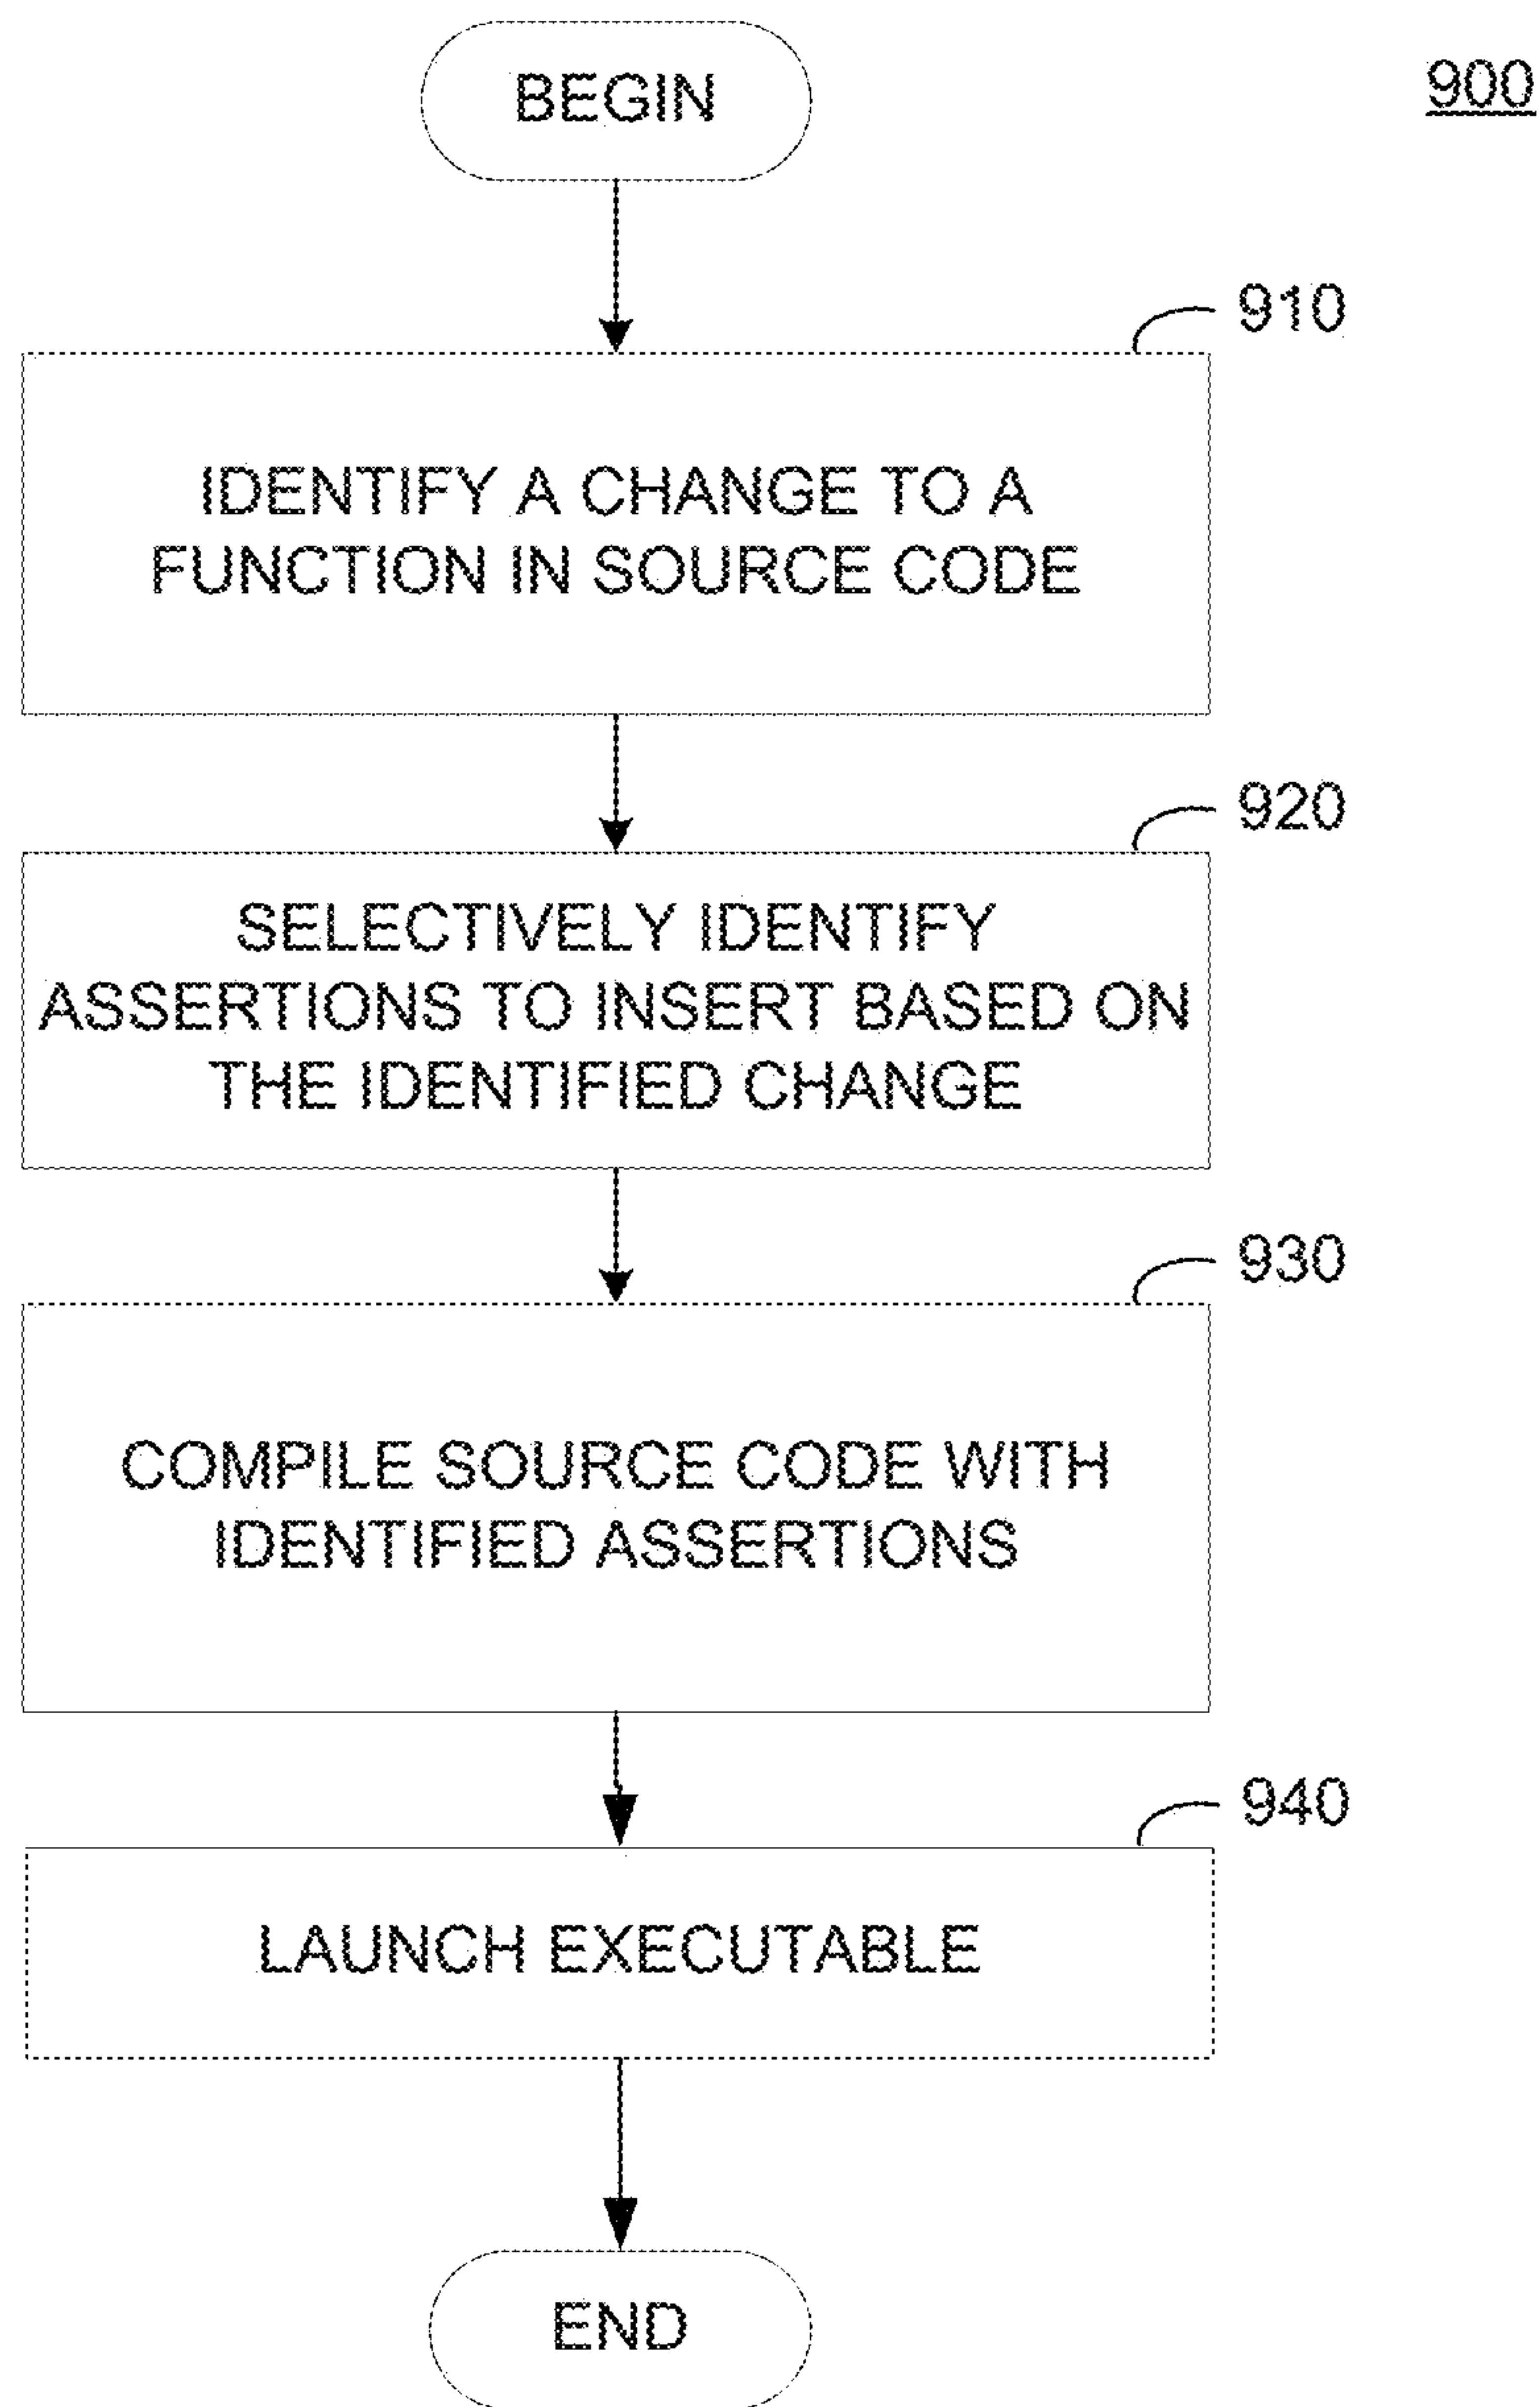 BEGIN
900
910
IDENTIFY A CHANGE TO A
FUNCTION IN SOURCE CODE
920
SELECTIVELY IDENTIFY
ASSERTIONS TO INSERT BASED ON
THE IDENTIFIED CHANGE
930
COMPILE SOURCE CODE WITH
IDENTIFIED ASSERTIONS
940
LAUNCH EXECUTABLE
END